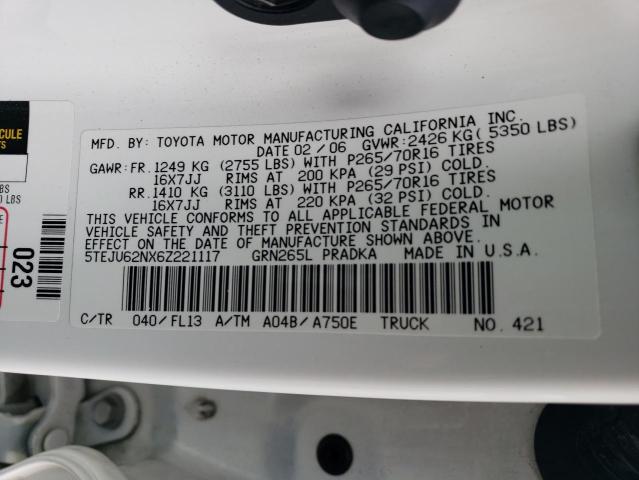 MFD. BY: TOYOTA MOTOR MANUFACTURING CALIFORNIA INC.
DATE 02 / 06 GVWR: 2426 KG( 5350 LBS)
GAWR: FR. 1249 KG (2755 LBS) WITH P265/70R16 TIRES
16X7JJ RIMS AT 200 KPA (29 PSI) COLD.
RR. 1410 KG (3110 LBS) WITH P265/70R16 TIRES
16X7JJ RIMS AT 220 KPA (32 PSI) COLD.
THIS VEHICLE CONFORMS TO ALL APPLICABLE FEDERAL MOTOR
VEHICLE SAFETY AND THEFT PREVENTION STANDARDS IN
EFFECT ON THE DATE OF MANUFACTURE SHOWN ABOVE.
5TEJU62NX6Z221117 GRN265L PRADKA MADE IN U.S.A.
C/TR 040/ FL13 A/TM A04B/ A750E TRUCK NO. 421
023
LBS